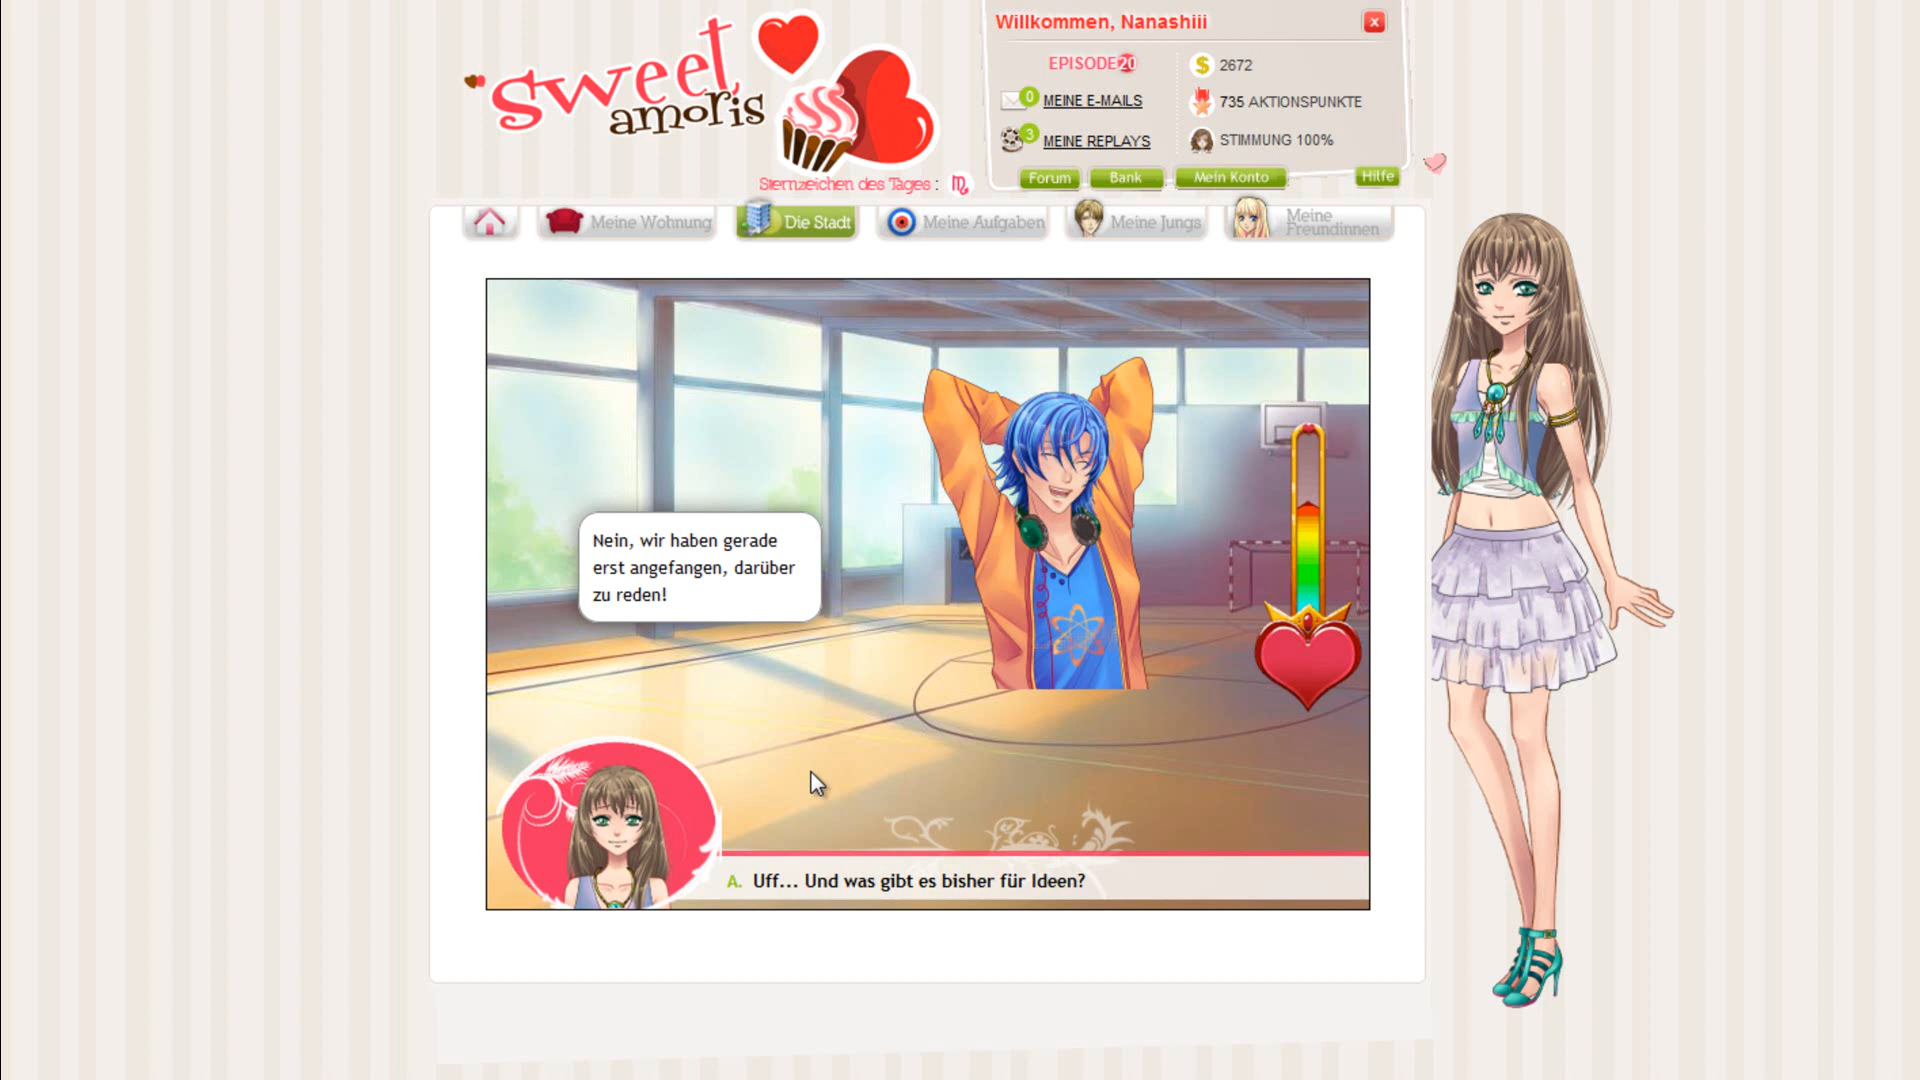 sweet
amoris
Sternzeichen des Tages :
Willkommen, Nanashiii
x
EPISODE 20
0 MEINE E-MAILS
3 MEINE REPLAYS
$ 2672
735 AKTIONSPUNKTE
STIMMUNG 100%
Forum
Bank
Mein Konto
Hilfe
Meine Wohnung
Die Stadt
Meine Aufgaben
Meine Jungs
Meine
Freundinnen
Nein, wir haben gerade
erst angefangen, darüber
zu reden!
A. Uff... Und was gibt es bisher für Ideen?